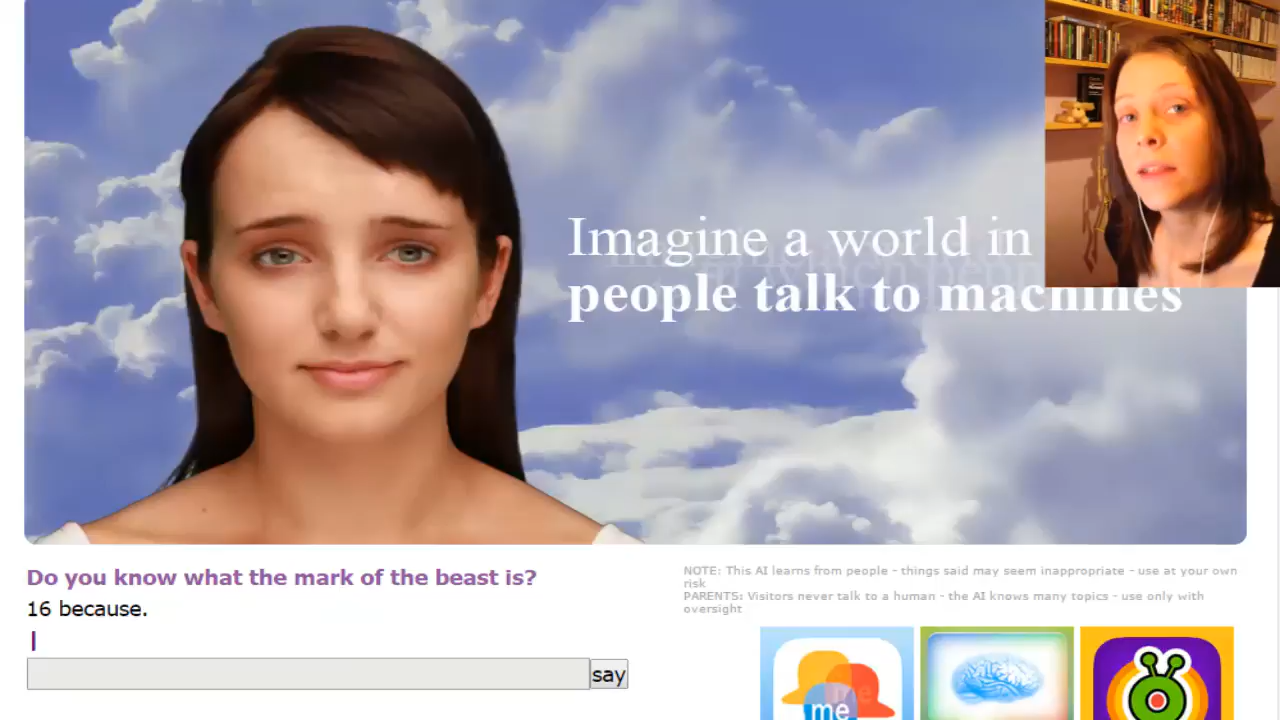 Imagine a world in
people talk to machines
Do you know what the mark of the beast is?
16 because.
say
NOTE: This AI learns from people - things said may seem inappropriate - use at your own
risk
PARENTS: Visitors never talk to a human - the AI knows many topics - use only with
oversight
me
me